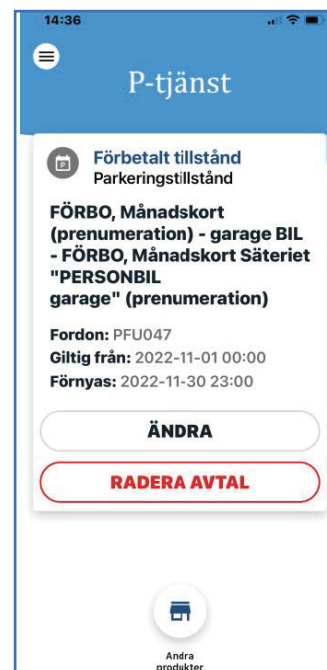 14:36
P-tjänst
Förbetalt tillstånd
Parkeringstillstånd
FÖRBO, Månadskort
(prenumeration) - garage BIL
- FÖRBO, Månadskort Säteriet
"PERSONBIL
garage" (prenumeration)
Fordon: PFU047
Giltig från: 2022-11-01 00:00
Förnyas: 2022-11-30 23:00
ÄNDRA
RADERA AVTAL
Andra
produkter